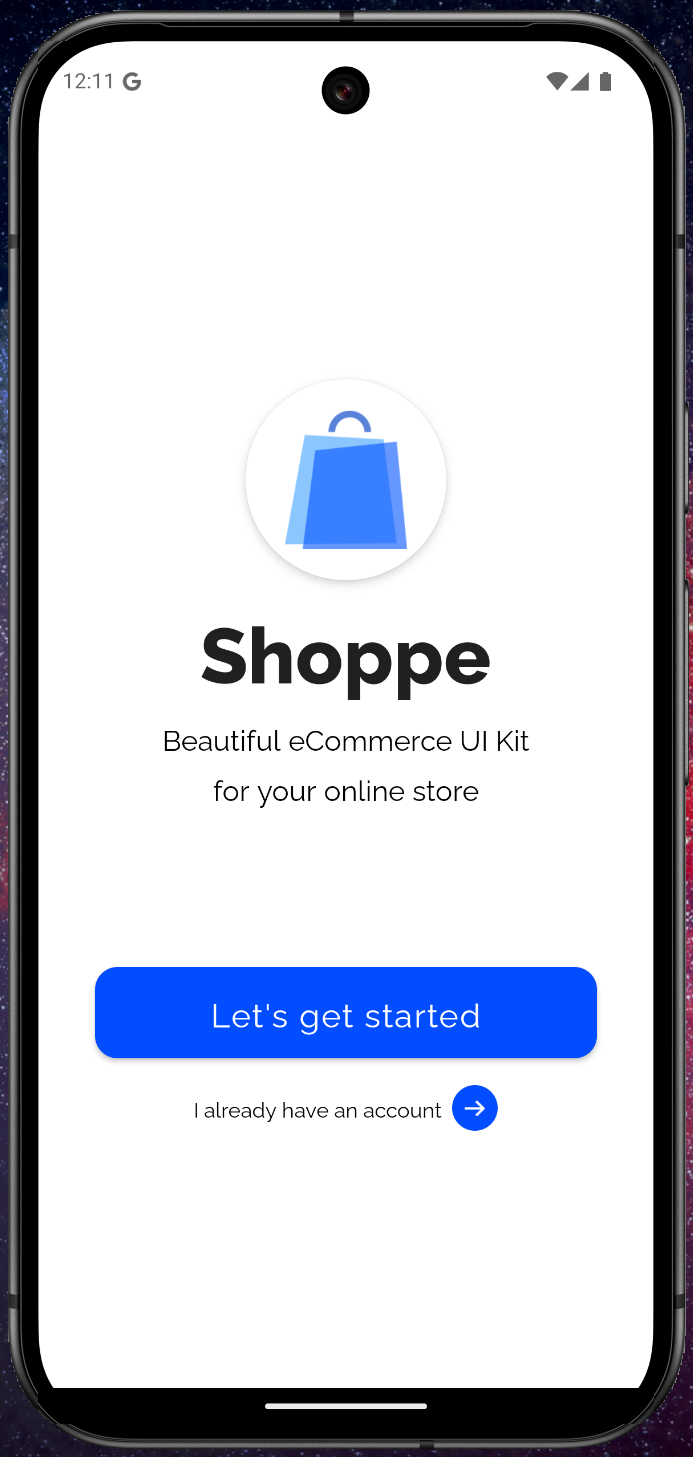 12:11 G
Shoppe
Beautiful eCommerce UI Kit
for your online store
Let's get started
I already have an account